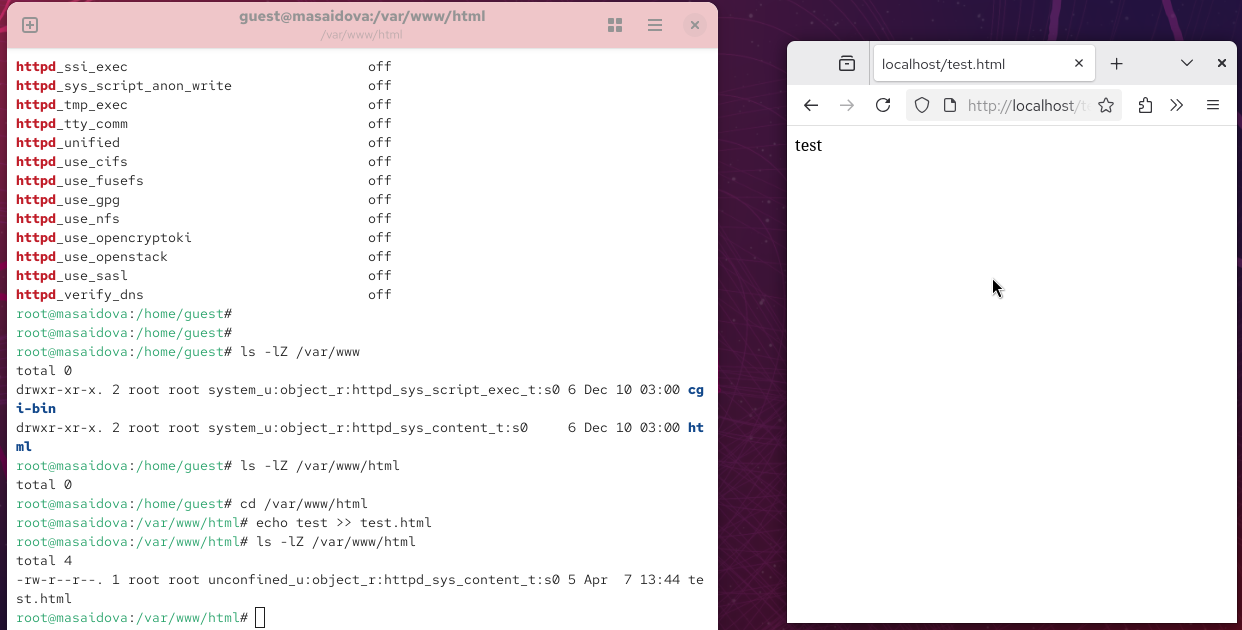 guest@masaidova:/var/www/html
/var/www/html
httpd_ssi_exec                              off
httpd_sys_script_anon_write                 off
httpd_tmp_exec                              off
httpd_tty_comm                              off
httpd_unified                               off
httpd_use_cifs                              off
httpd_use_fusefs                            off
httpd_use_gpg                               off
httpd_use_nfs                               off
httpd_use_opencryptoki                      off
httpd_use_openstack                         off
httpd_use_sasl                              off
httpd_verify_dns                            off
root@masaidova:/home/guest#
root@masaidova:/home/guest#
root@masaidova:/home/guest# ls -lZ /var/www
total 0
drwxr-xr-x. 2 root root system_u:object_r:httpd_sys_script_exec_t:s0 6 Dec 10 03:00 cg
i-bin
drwxr-xr-x. 2 root root system_u:object_r:httpd_sys_content_t:s0     6 Dec 10 03:00 ht
ml
root@masaidova:/home/guest# ls -lZ /var/www/html
total 0
root@masaidova:/home/guest# cd /var/www/html
root@masaidova:/var/www/html# echo test >> test.html
root@masaidova:/var/www/html# ls -lZ /var/www/html
total 4
-rw-r--r--. 1 root root unconfined_u:object_r:httpd_sys_content_t:s0 5 Apr  7 13:44 te
st.html
root@masaidova:/var/www/html#
localhost/test.html
http://localhost/t
test